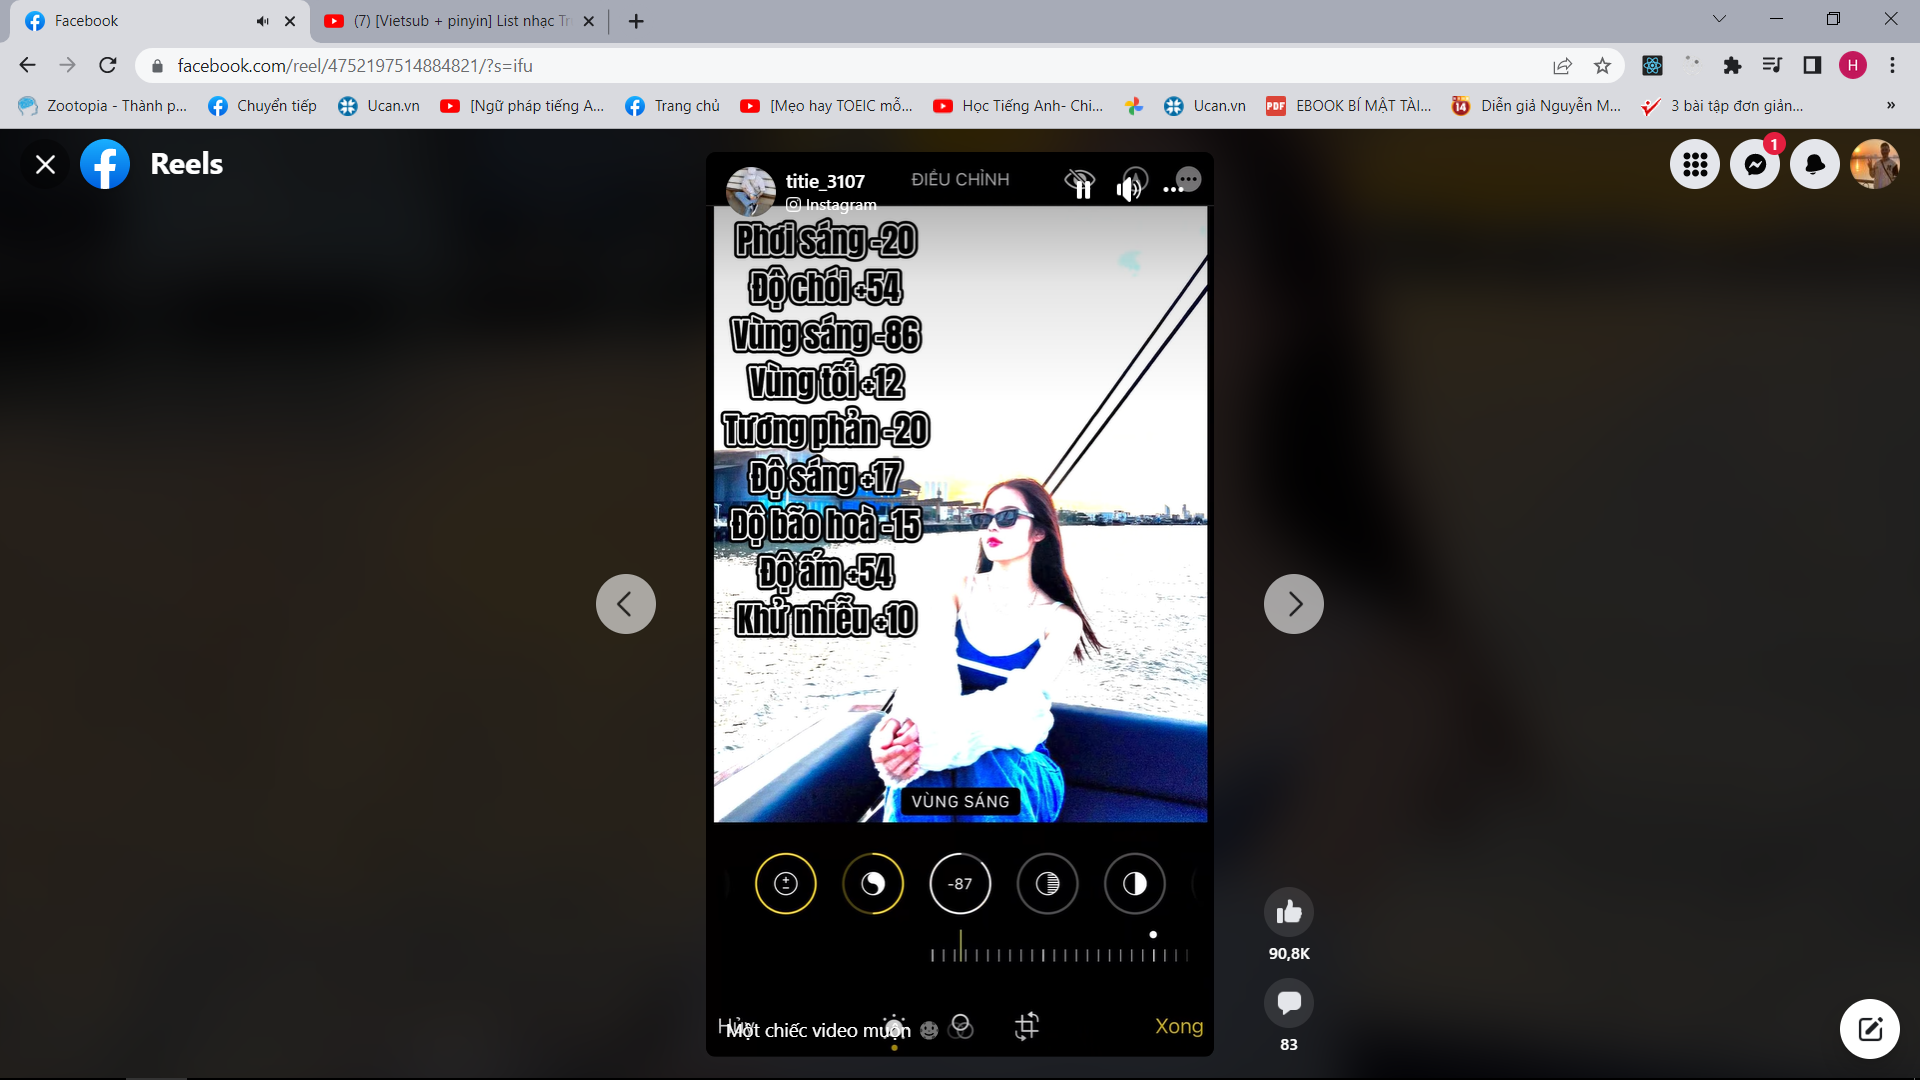 Facebook
(7) [Vietsub + pinyin] List nhạc Tr
facebook.com/reel/4752197514884821/?s=ifu
H
Zootopia - Thành p...
Chuyển tiếp
Ucan.vn
[Ngữ pháp tiếng A...
Trang chủ
[Mẹo hay TOEIC mỗ...
Học Tiếng Anh- Chi...
Ucan.vn
PDF
EBOOK BÍ MẬT TÀI...
14
Diễn giả Nguyễn M...
3 bài tập đơn giản...
»
Reels
1
titie_3107
Instagram
ĐIỀU CHỈNH
Phơi sáng -20
Độ chói +54
Vùng sáng -86
Vùng tối +12
Tương phản -20
Độ sáng +17
Độ bão hoà -15
Độ ấm +54
Khử nhiễu +10
VÙNG SÁNG
-87
90,8K
83
Hủy
Một chiếc video muộn
Xong